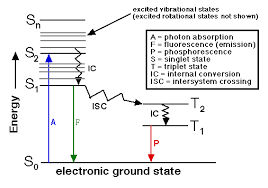 excited vibrational states
(excited rotational states not shown)
Sn
A = photon absorption
F = fluorescence (emission)
P = phosphorescence
S = singlet state
T = triplet state
IC = internal conversion
ISC = intersystem crossing
S2
IC
S1
ISC
T2
IC
T1
Energy
A
F
P
S0
electronic ground state